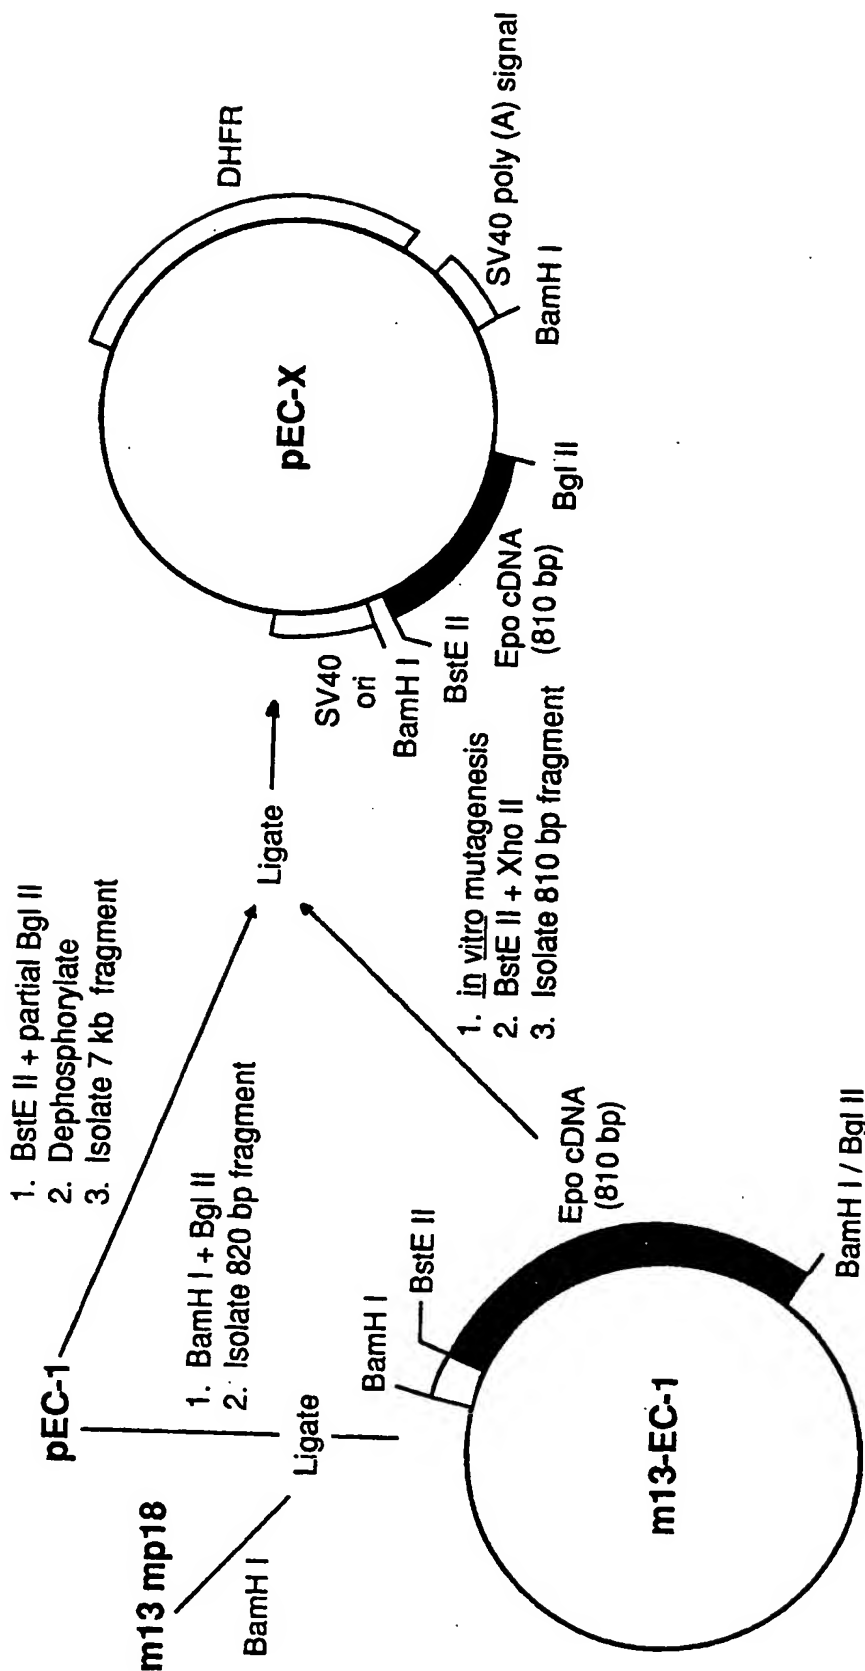 m13 mp18
BamH I
pEC-1
1. BstE II + partial Bgl II
2. Dephosphorylate
3. Isolate 7 kb fragment
1. BamH I + Bgl II
2. Isolate 820 bp fragment
Ligate
BamH I
BstE II
Epo cDNA
(810 bp)
BamH I / Bgl II
m13-EC-1
1. in vitro mutagenesis
2. BstE II + Xho II
3. Isolate 810 bp fragment
Ligate
SV40
ori
BamH I
BstE II
Epo cDNA
(810 bp)
Bgl II
pEC-X
BamH I
SV40 poly (A) signal
DHFR